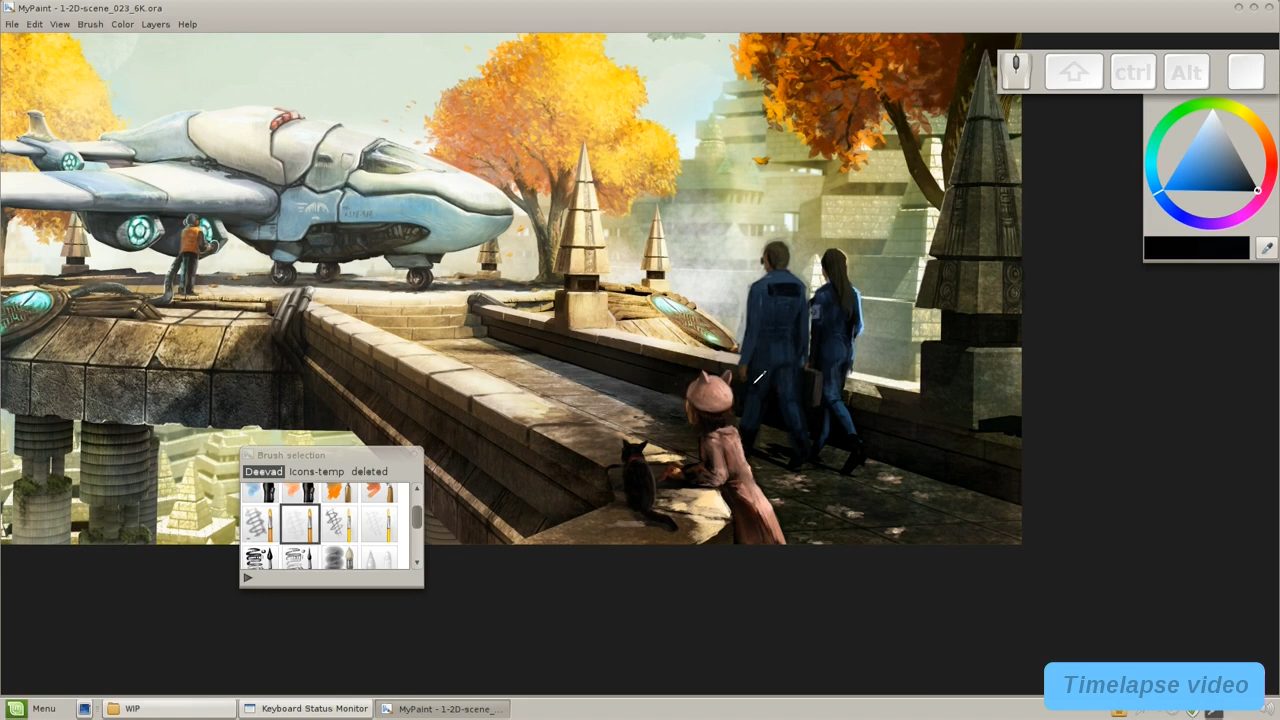 MyPaint - 1-2D-scene_023_6K.ora
File Edit View Brush Color Layers Help
ctrl Alt
Brush selection
Deevad Icons-temp deleted
Timelapse video
Menu WIP Keyboard Status Monitor MyPaint - 1-2D-scene_...